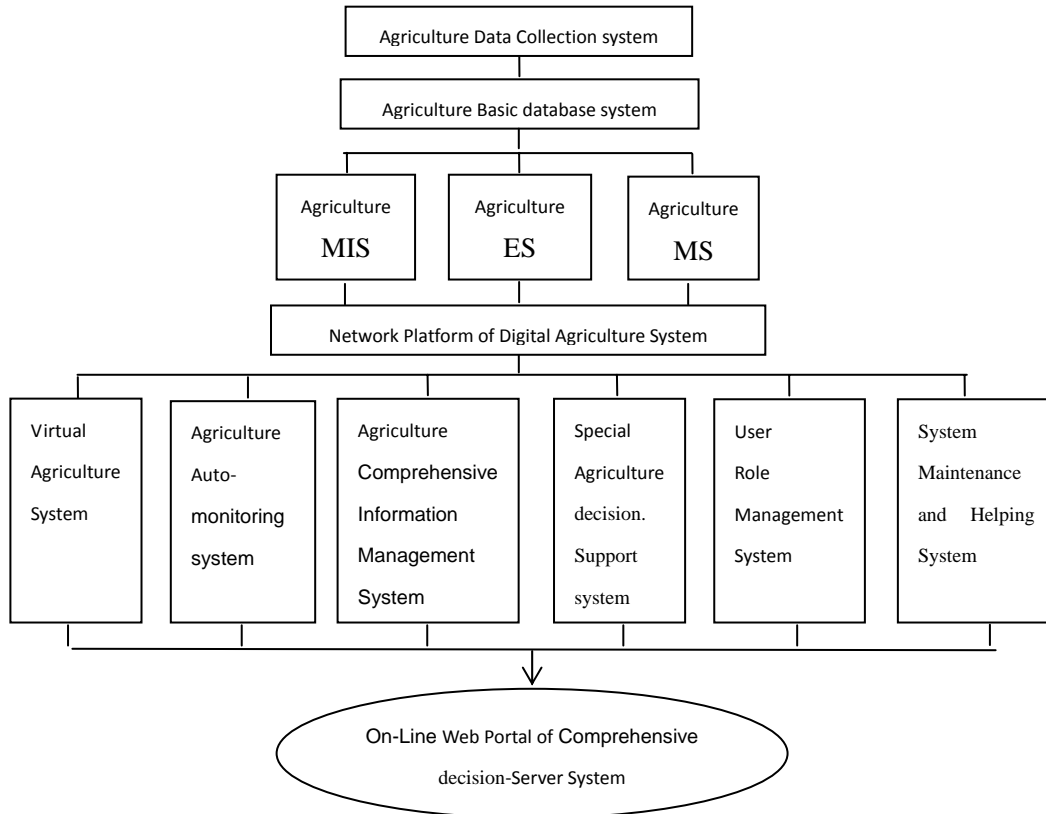 Agriculture Data Collection system
Agriculture Basic database system
Agriculture
MIS
Agriculture
ES
Agriculture
MS
Network Platform of Digital Agriculture System
Virtual
Agriculture
System
Agriculture
Auto-
monitoring
system
Agriculture
Comprehensive
Information
Management
System
Special
Agriculture
decision.
Support
system
User
Role
Management
System
System
Maintenance
and Helping
System
On-Line Web Portal of Comprehensive
decision-Server System